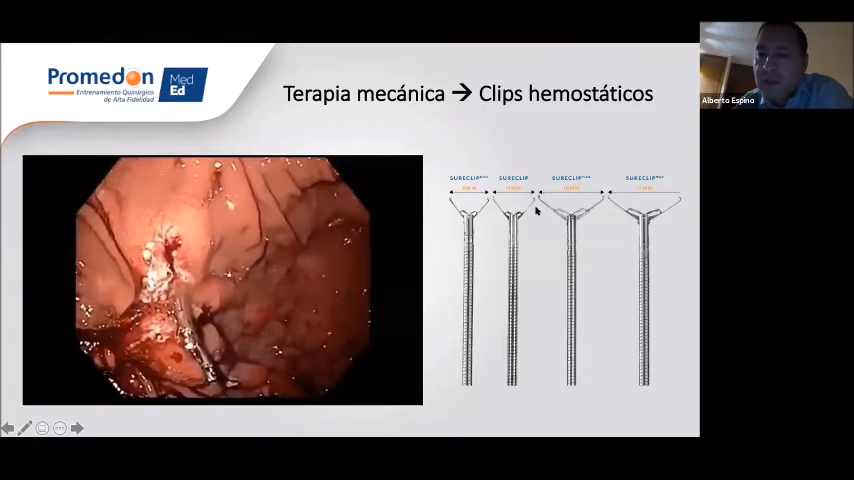 Promedon
Med
Ed
Entrenamiento Quirúrgico
de Alta Fidelidad
Terapia mecánica → Clips hemostáticos
Alberto Espino
SURECLIP
SURECLIP
SURECLIP
SURECLIP